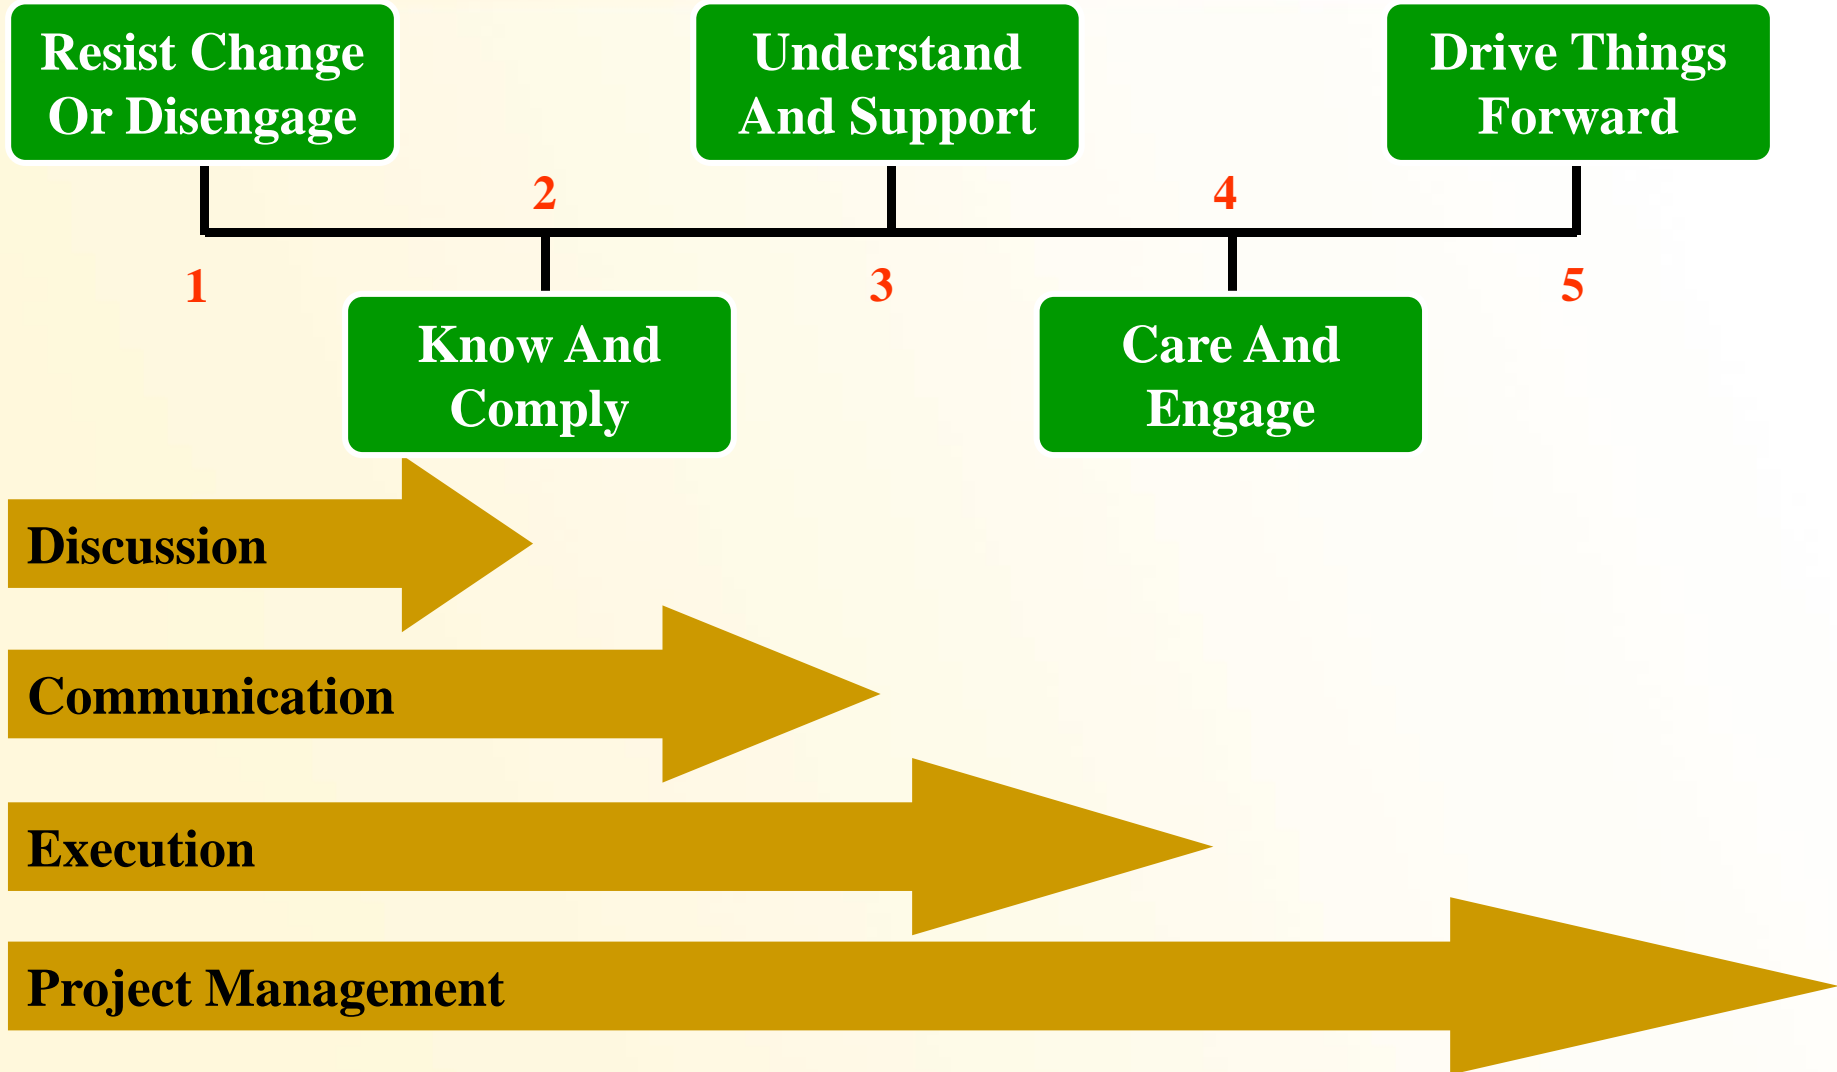 Resist Change
Or Disengage
Understand
And Support
Drive Things
Forward
2
4
1
3
5
Know And
Comply
Care And
Engage
Discussion
Communication
Execution
Project Management